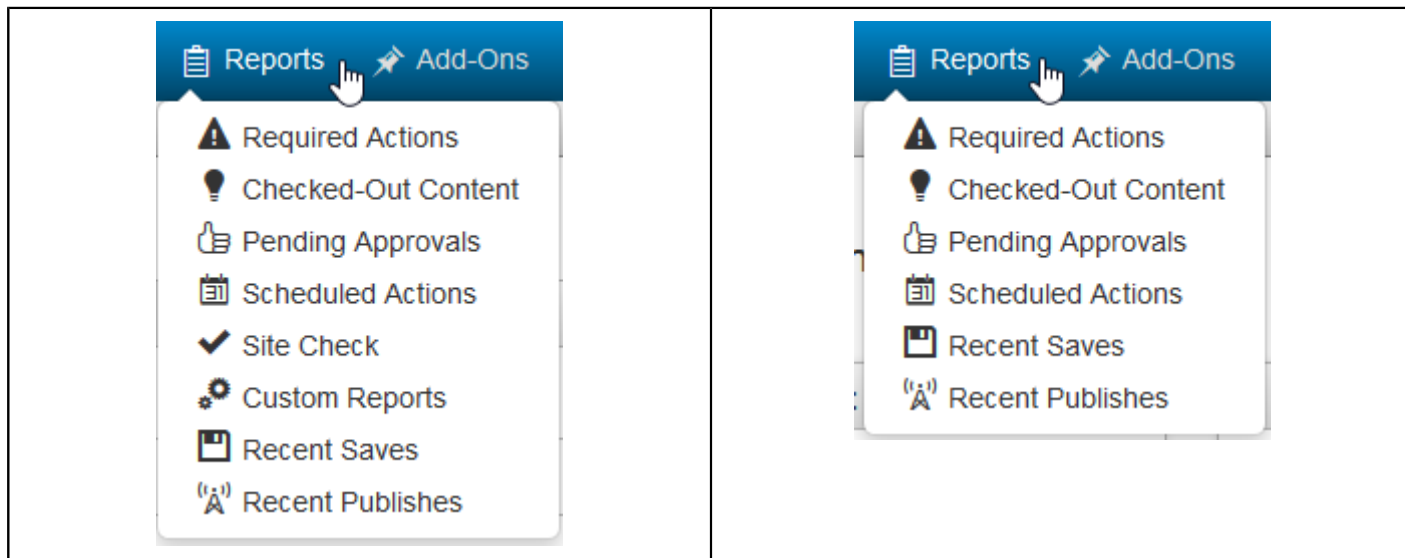 Reports Add-Ons
Required Actions
Checked-Out Content
Pending Approvals
Scheduled Actions
Site Check
Custom Reports
Recent Saves
Recent Publishes
Reports Add-Ons
Required Actions
Checked-Out Content
Pending Approvals
Scheduled Actions
Recent Saves
Recent Publishes